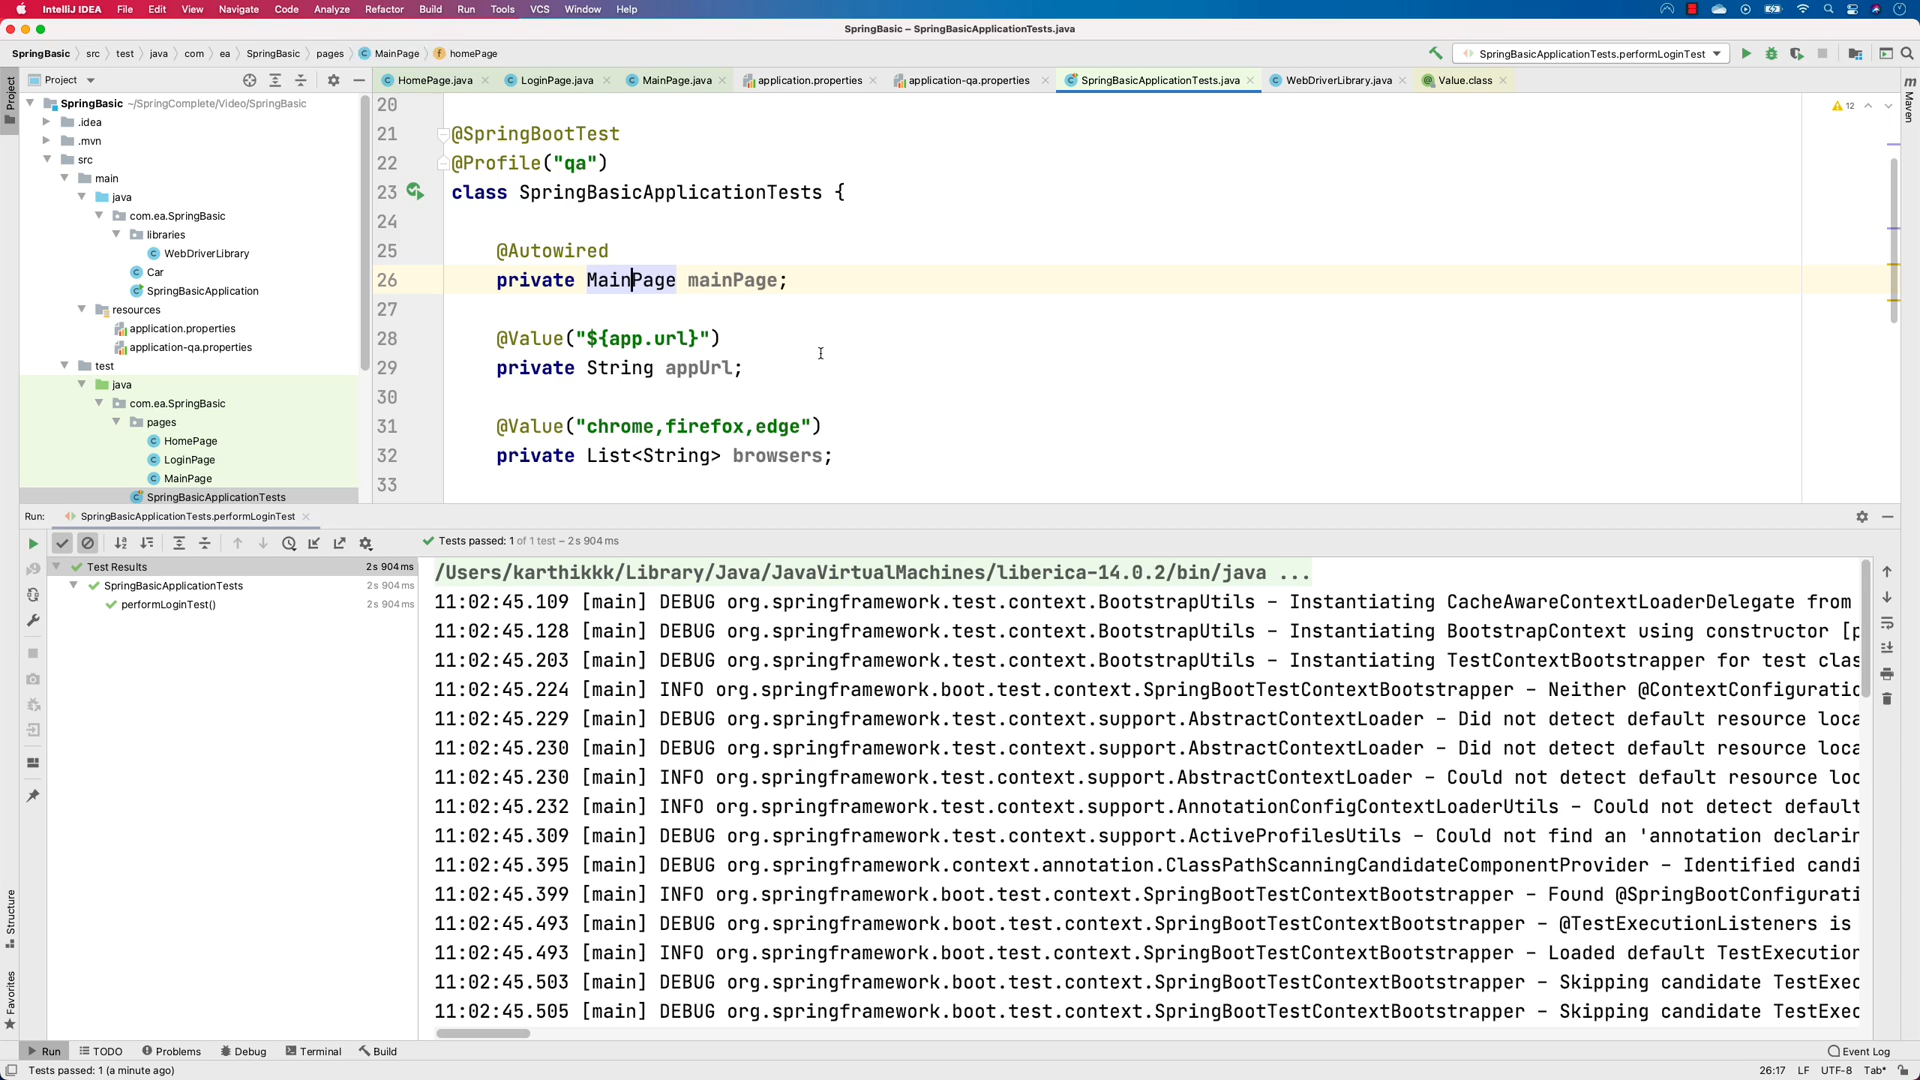 IntelliJ IDEA File Edit View Navigate Code Analyze Refactor Build Run Tools VCS Window Help
SpringBasic – SpringBasicApplicationTests.java
SpringBasic src test java com ea SpringBasic pages MainPage homePage
SpringBasicApplicationTests.performLoginTest
Project
HomePage.java LoginPage.java MainPage.java application.properties application-qa.properties SpringBasicApplicationTests.java WebDriverLibrary.java Value.class
Project
Maven
Structure
Favorites
SpringBasic ~/SpringComplete/Video/SpringBasic
.idea
.mvn
src
main
java
com.ea.SpringBasic
libraries
WebDriverLibrary
Car
SpringBasicApplication
resources
application.properties
application-qa.properties
test
java
com.ea.SpringBasic
pages
HomePage
LoginPage
MainPage
SpringBasicApplicationTests
12
20
21 @SpringBootTest
22 @Profile("qa")
23 class SpringBasicApplicationTests {
24
25 @Autowired
26 private MainPage mainPage;
27
28 @Value("${app.url}")
29 private String appUrl;
30
31 @Value("chrome,firefox,edge")
32 private List<String> browsers;
33
Run: SpringBasicApplicationTests.performLoginTest
Tests passed: 1 of 1 test – 2 s 904 ms
Test Results 2 s 904 ms
SpringBasicApplicationTests 2 s 904 ms
performLoginTest() 2 s 904 ms
/Users/karthikkk/Library/Java/JavaVirtualMachines/liberica-14.0.2/bin/java ...
11:02:45.109 [main] DEBUG org.springframework.test.context.BootstrapUtils - Instantiating CacheAwareContextLoaderDelegate from
11:02:45.128 [main] DEBUG org.springframework.test.context.BootstrapUtils - Instantiating BootstrapContext using constructor [p
11:02:45.203 [main] DEBUG org.springframework.test.context.BootstrapUtils - Instantiating TestContextBootstrapper for test clas
11:02:45.224 [main] INFO org.springframework.boot.test.context.SpringBootTestContextBootstrapper - Neither @ContextConfiguratio
11:02:45.229 [main] DEBUG org.springframework.test.context.support.AbstractContextLoader - Did not detect default resource loca
11:02:45.230 [main] DEBUG org.springframework.test.context.support.AbstractContextLoader - Did not detect default resource loca
11:02:45.230 [main] INFO org.springframework.test.context.support.AbstractContextLoader - Could not detect default resource loc
11:02:45.232 [main] INFO org.springframework.test.context.support.AnnotationConfigContextLoaderUtils - Could not detect default
11:02:45.309 [main] DEBUG org.springframework.test.context.support.ActiveProfilesUtils - Could not find an 'annotation declarin
11:02:45.395 [main] DEBUG org.springframework.context.annotation.ClassPathScanningCandidateComponentProvider - Identified candi
11:02:45.399 [main] INFO org.springframework.boot.test.context.SpringBootTestContextBootstrapper - Found @SpringBootConfigurati
11:02:45.493 [main] DEBUG org.springframework.boot.test.context.SpringBootTestContextBootstrapper - @TestExecutionListeners is
11:02:45.493 [main] INFO org.springframework.boot.test.context.SpringBootTestContextBootstrapper - Loaded default TestExecution
11:02:45.503 [main] DEBUG org.springframework.boot.test.context.SpringBootTestContextBootstrapper - Skipping candidate TestExec
11:02:45.505 [main] DEBUG org.springframework.boot.test.context.SpringBootTestContextBootstrapper - Skipping candidate TestExec
Run TODO Problems Debug Terminal Build Event Log
Tests passed: 1 (a minute ago) 26:17 LF UTF-8 Tab*